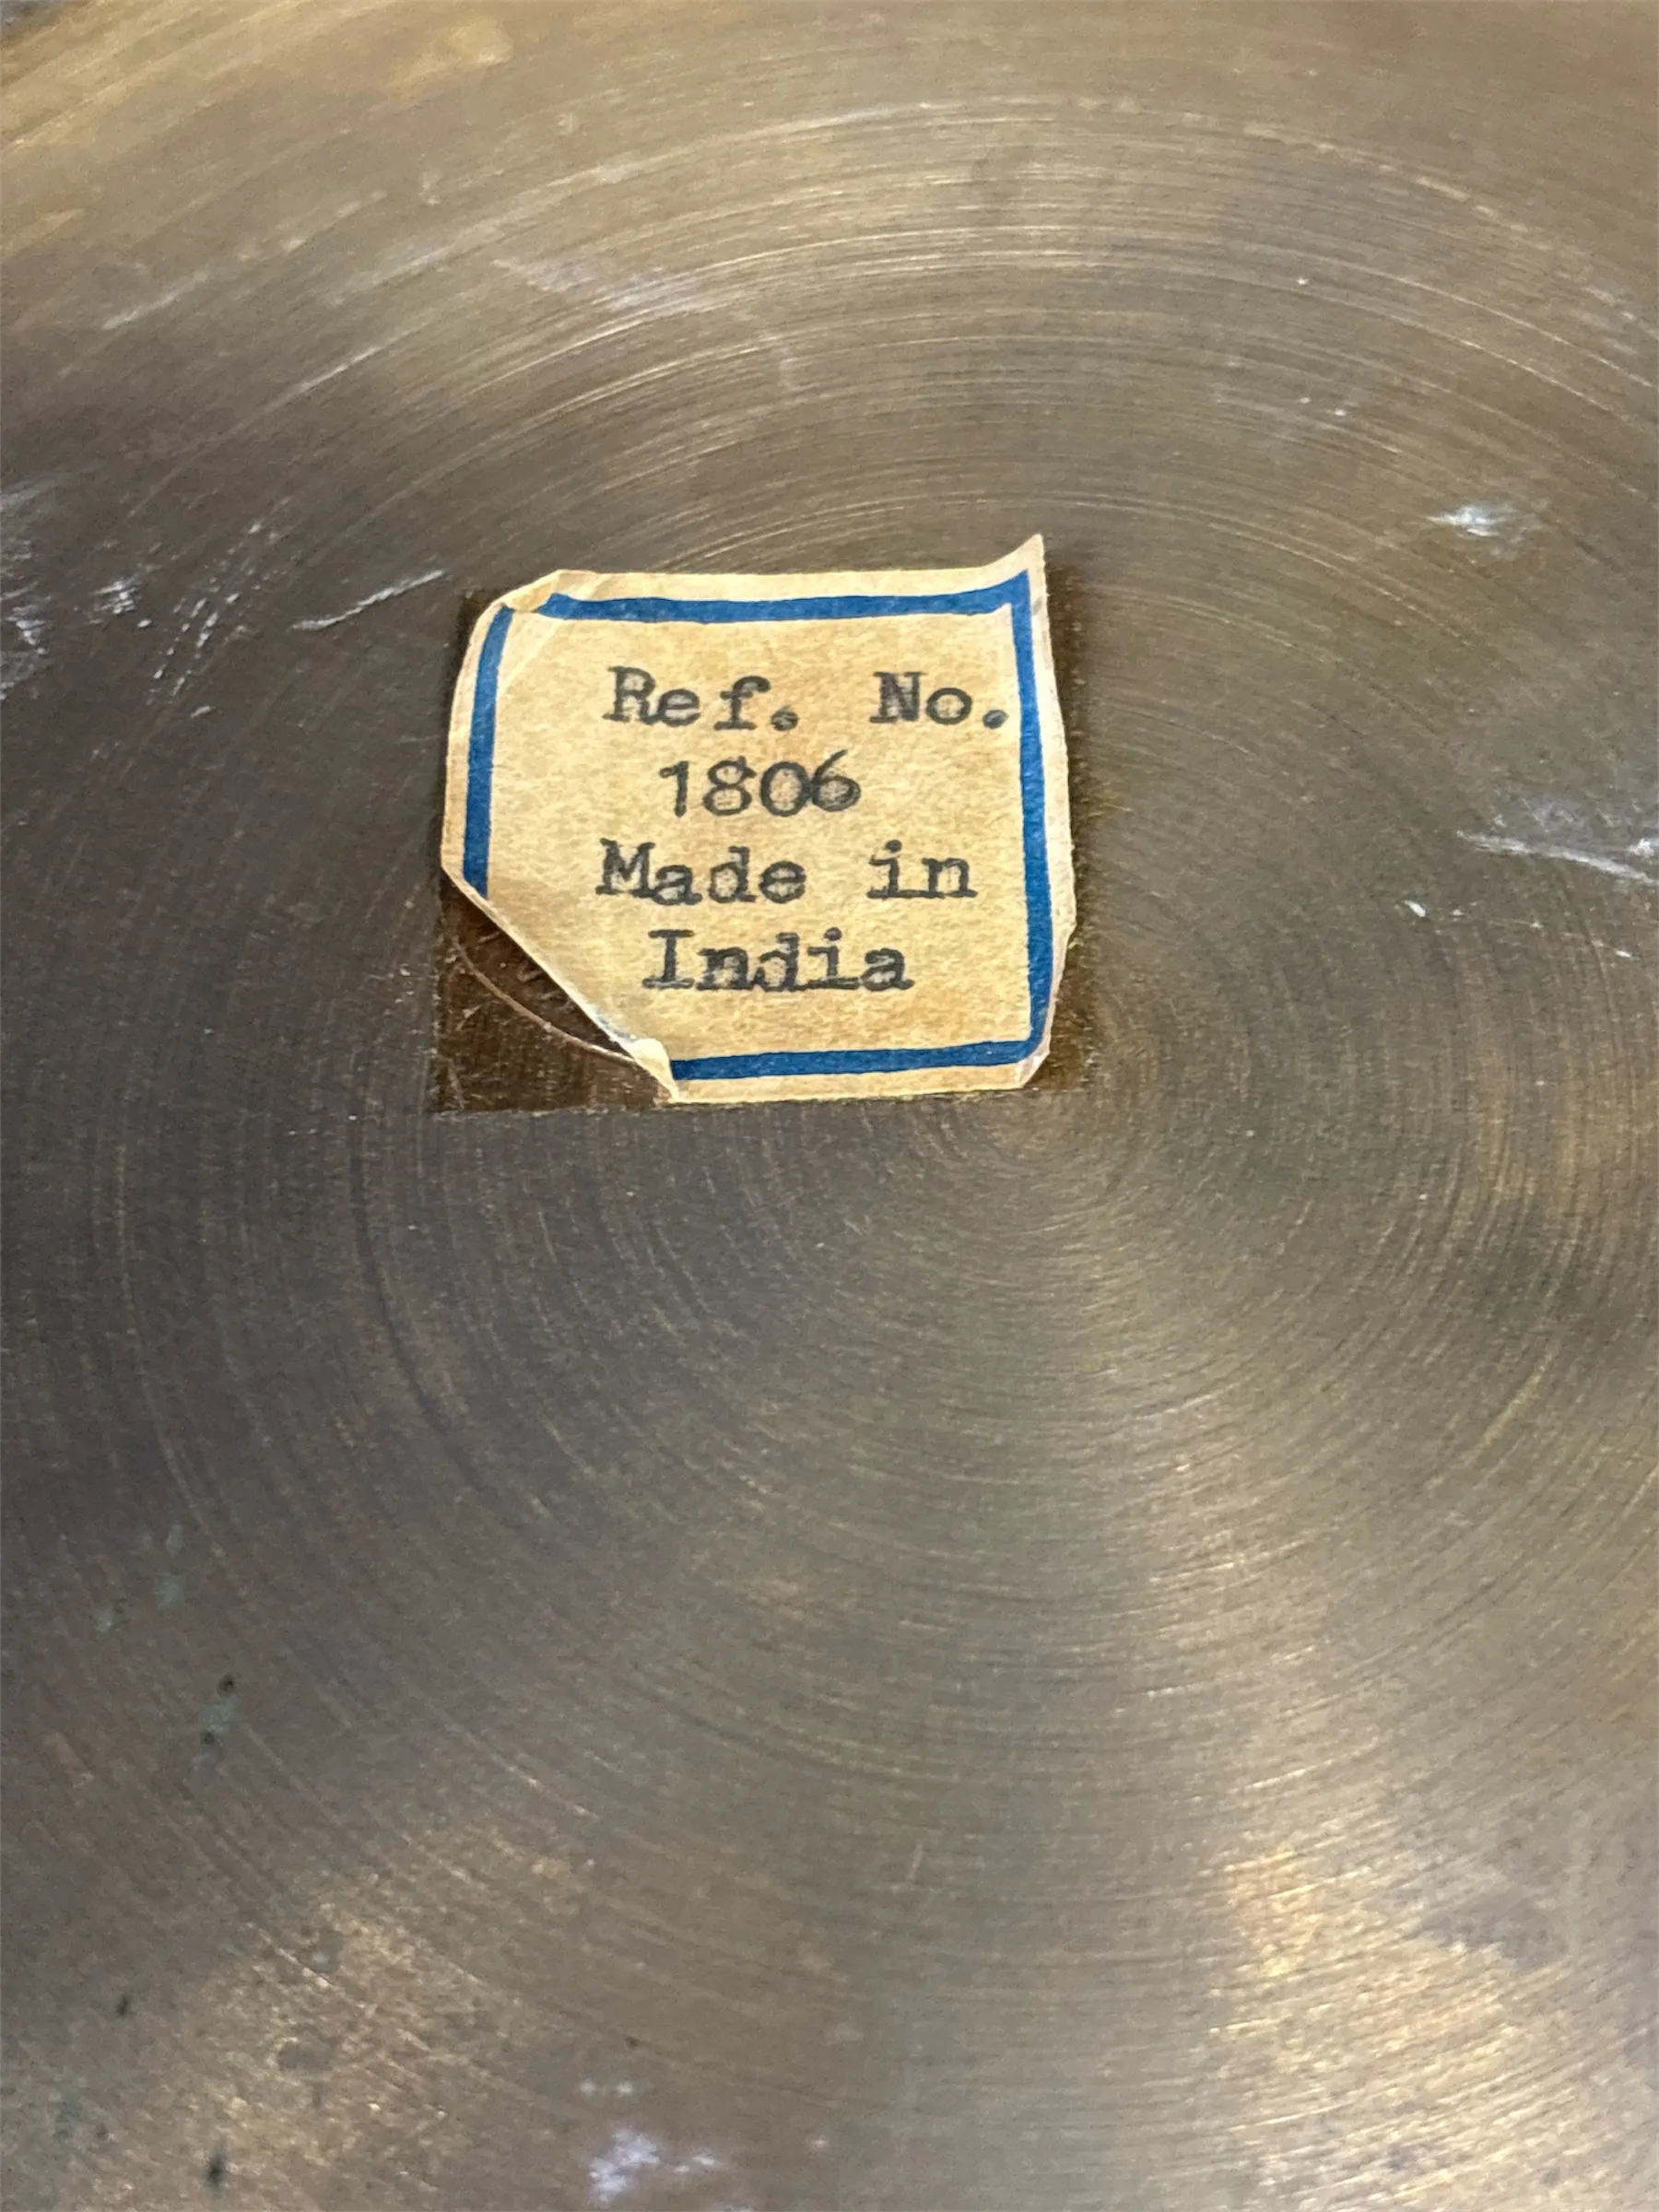 Ref. No.
1806
Made in
India